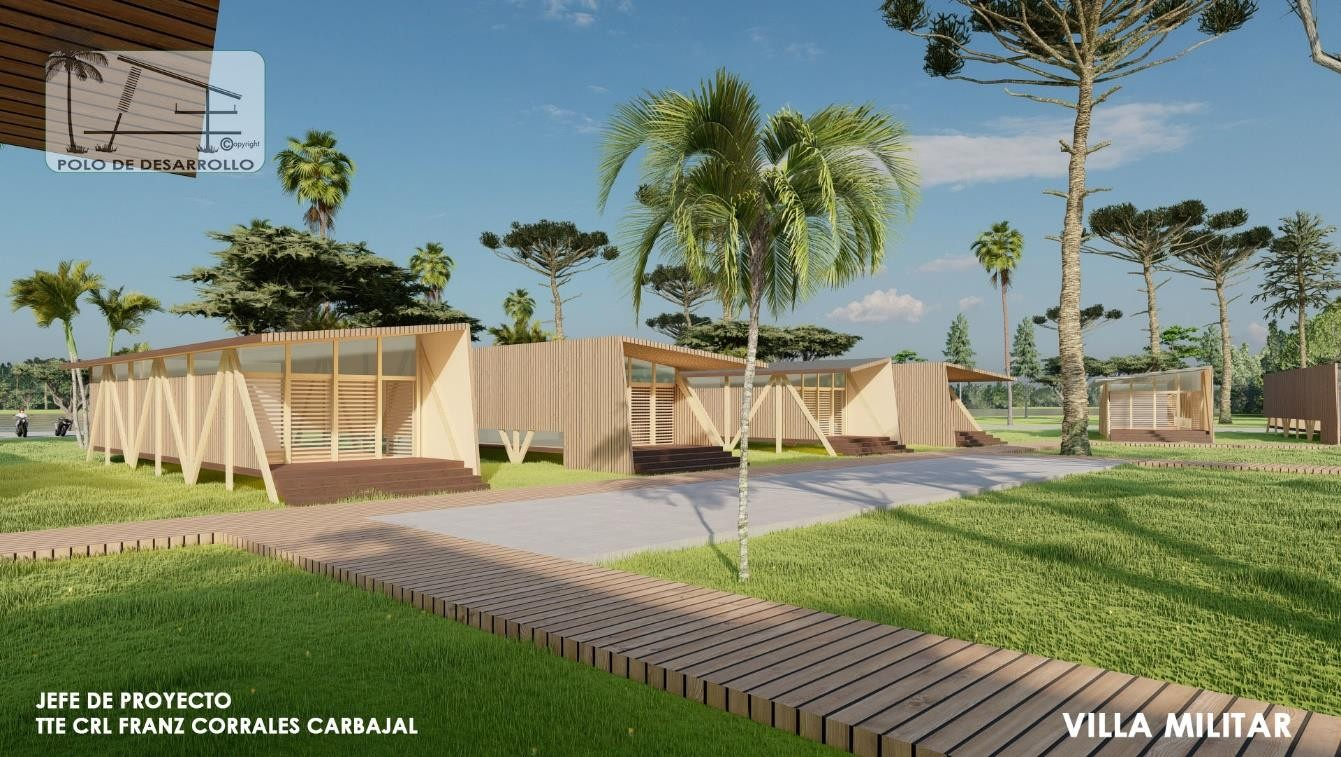 ©opyright
POLO DE DESARROLLO
JEFE DE PROYECTO
TTE CRL FRANZ CORRALES CARBAJAL
VILLA MILITAR